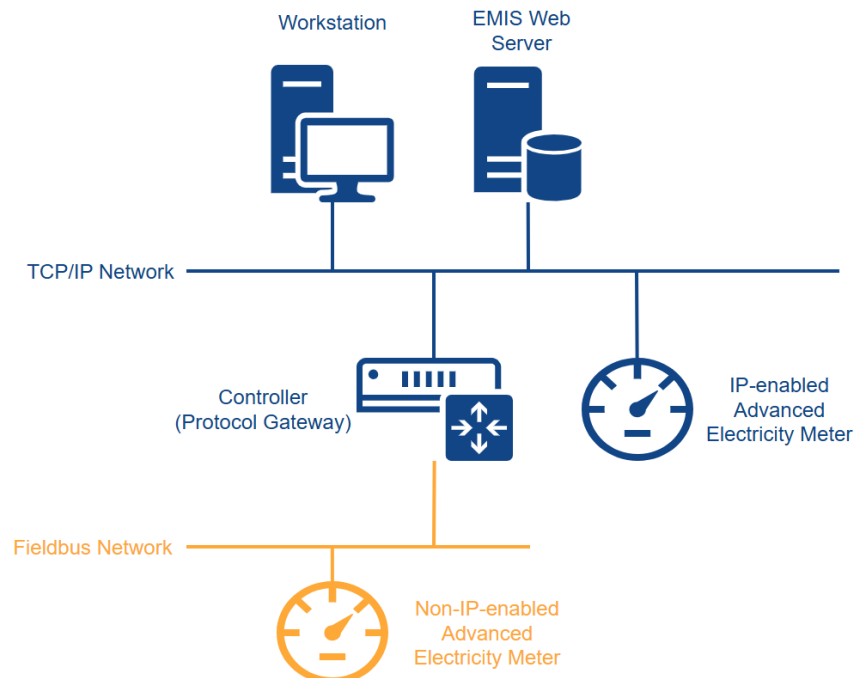 Workstation
EMIS Web
Server
TCP/IP Network
Controller
(Protocol Gateway)
IP-enabled
Advanced
Electricity Meter
Fieldbus Network
Non-IP-enabled
Advanced
Electricity Meter